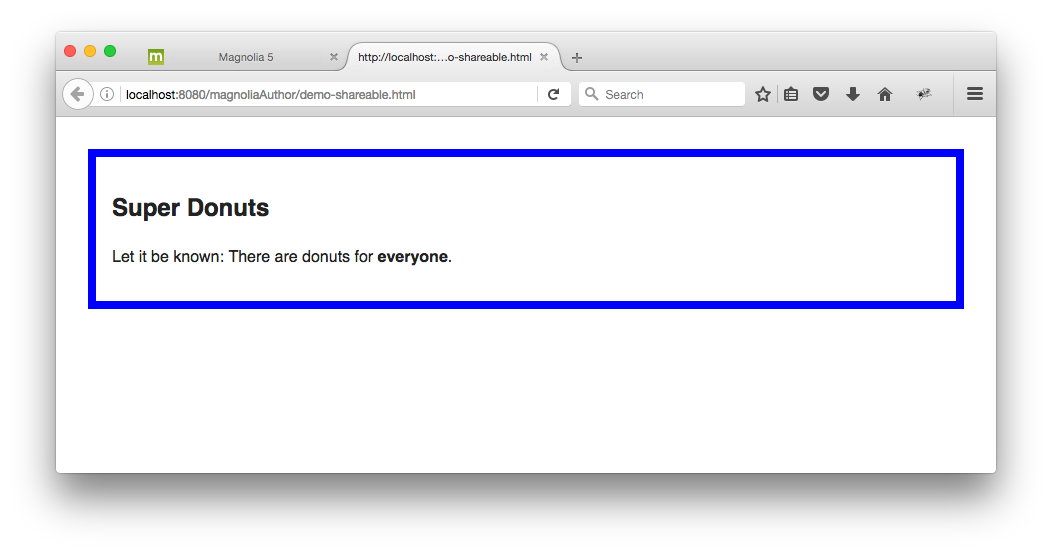 m Magnolia 5
http://localhost:...o-shareable.html
localhost:8080/magnoliaAuthor/demo-shareable.html
Search
Super Donuts
Let it be known: There are donuts for everyone.